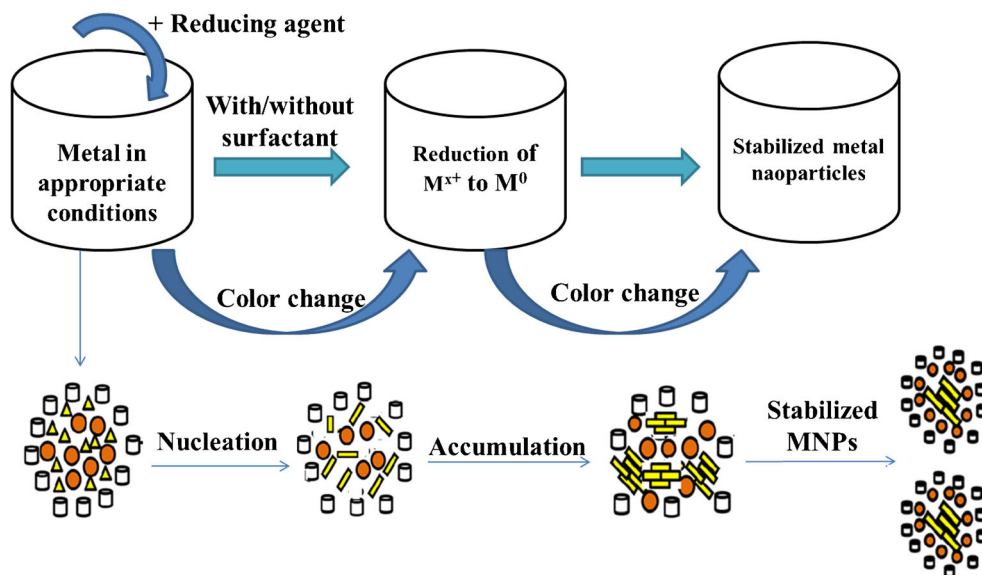 + Reducing agent
Metal in
appropriate
conditions
With/without
surfactant
Reduction of
Mˣ⁺ to M⁰
Stabilized metal
naoparticles
Color change
Color change
Nucleation
Accumulation
Stabilized
MNPs